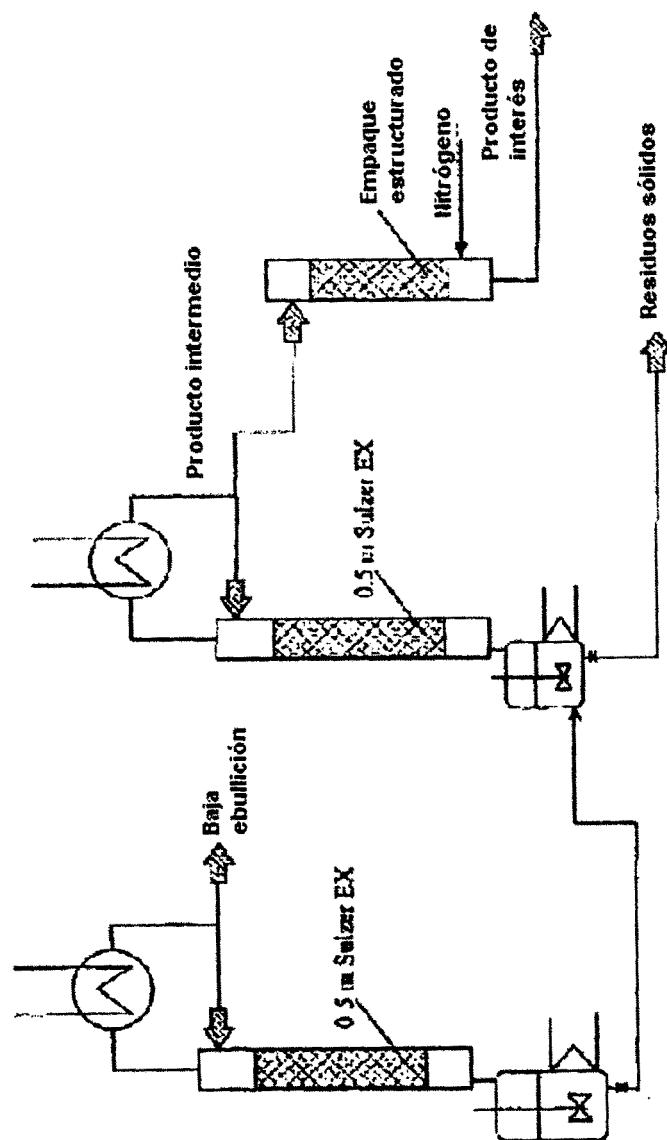 Baja
ebullición
0.5 m Sulzer EX
Producto intermedio
0.5 m Sulzer EX
Empaque
estructurado
Nitrógeno
Producto de
interés
Residuos sólidos